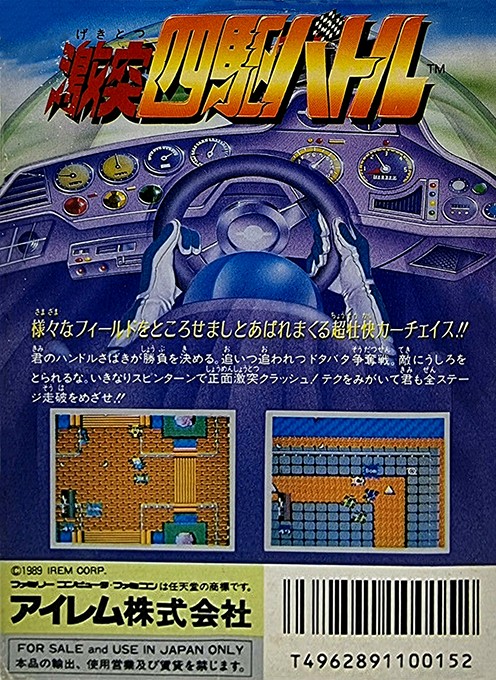 げきとつ
激突四駆バトル™
様々なフィールドをところせましとあばれまくる超壮快カーチェイス!!
君のハンドルさばきが勝負を決める。追いつ追われつドタバタ争奪戦。敵にうしろを
とられるな。いきなりスピンターンで正面激突クラッシュ!テクをみがいて君も全ステー
ジ走破をめざせ!!
©1989 IREM CORP.
ファミリーコンピュータ・ファミコンは任天堂の商標です。
アイレム株式会社
FOR SALE and USE IN JAPAN ONLY
本品の輸出、使用営業及び賃貸を禁じます。
T4962891100152